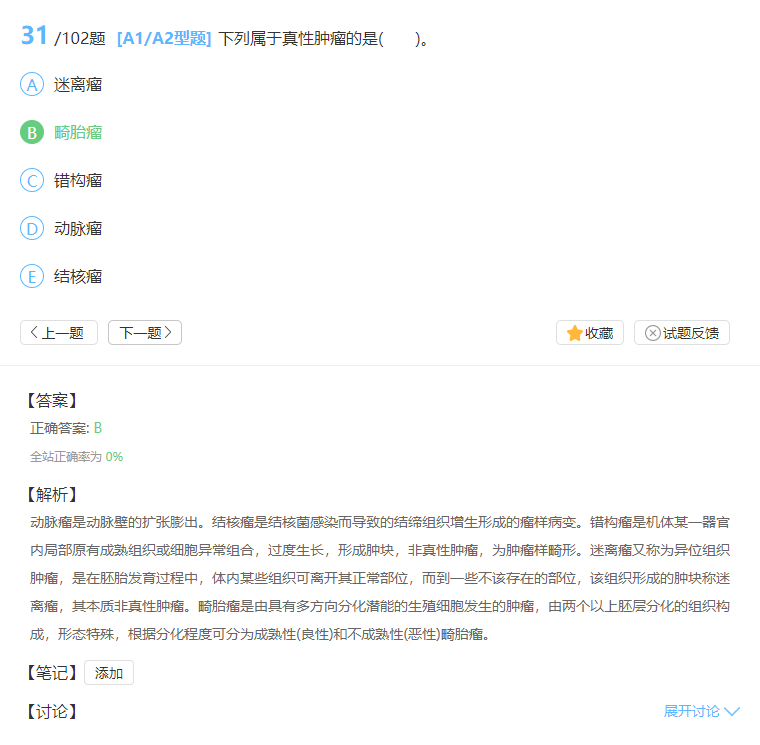 31 /102题 [A1/A2型题] 下列属于真性肿瘤的是(　　)。
A 迷离瘤
B 畸胎瘤
C 错构瘤
D 动脉瘤
E 结核瘤
上一题 下一题 收藏 试题反馈
【答案】
正确答案: B
全站正确率为 0%
【解析】
动脉瘤是动脉壁的扩张膨出。结核瘤是结核菌感染而导致的结缔组织增生形成的瘤样病变。错构瘤是机体某一器官
内局部原有成熟组织或细胞异常组合，过度生长，形成肿块，非真性肿瘤，为肿瘤样畸形。迷离瘤又称为异位组织
肿瘤，是在胚胎发育过程中，体内某些组织可离开其正常部位，而到一些不该存在的部位，该组织形成的肿块称迷
离瘤，其本质非真性肿瘤。畸胎瘤是由具有多方向分化潜能的生殖细胞发生的肿瘤，由两个以上胚层分化的组织构
成，形态特殊，根据分化程度可分为成熟性(良性)和不成熟性(恶性)畸胎瘤。
【笔记】 添加
【讨论】 展开讨论